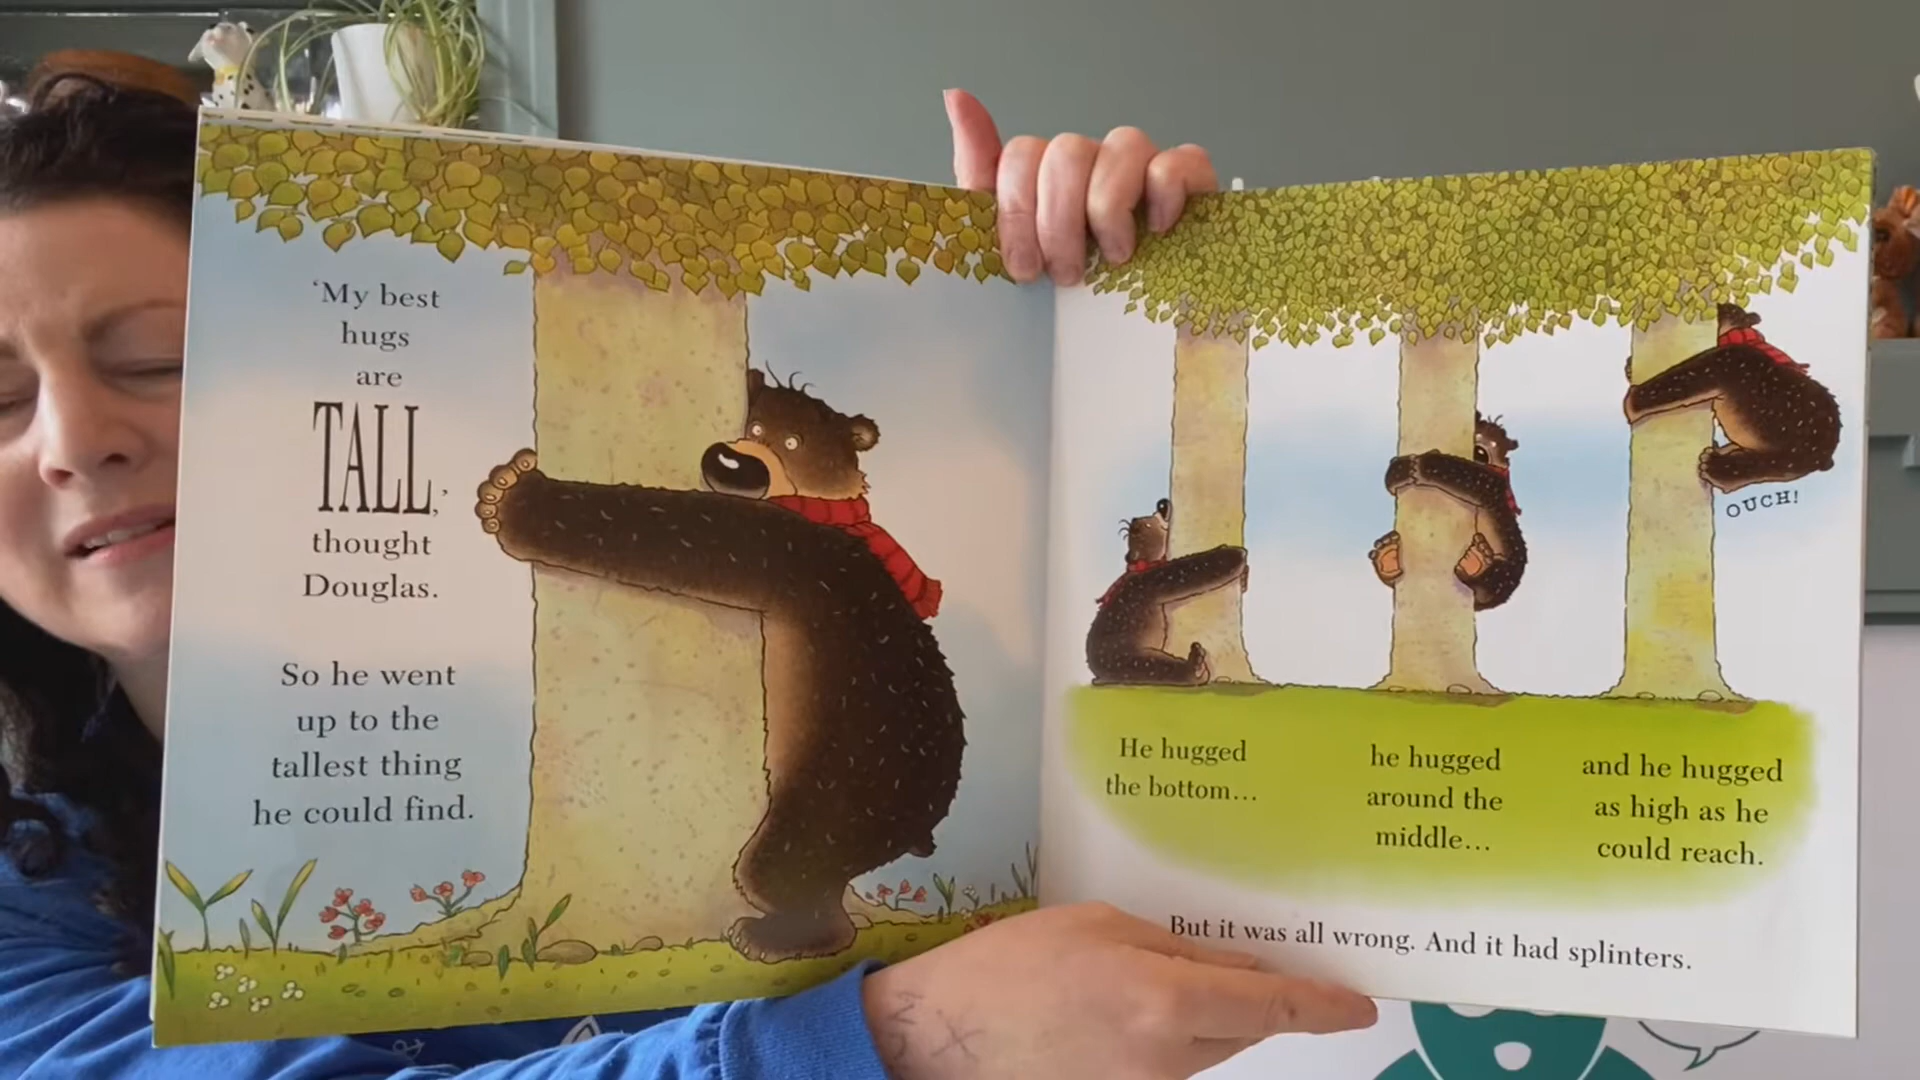 ‘My best
hugs
are
TALL,’
thought
Douglas.
So he went
up to the
tallest thing
he could find.
OUCH!
He hugged
the bottom...
he hugged
around the
middle...
and he hugged
as high as he
could reach.
But it was all wrong. And it had splinters.